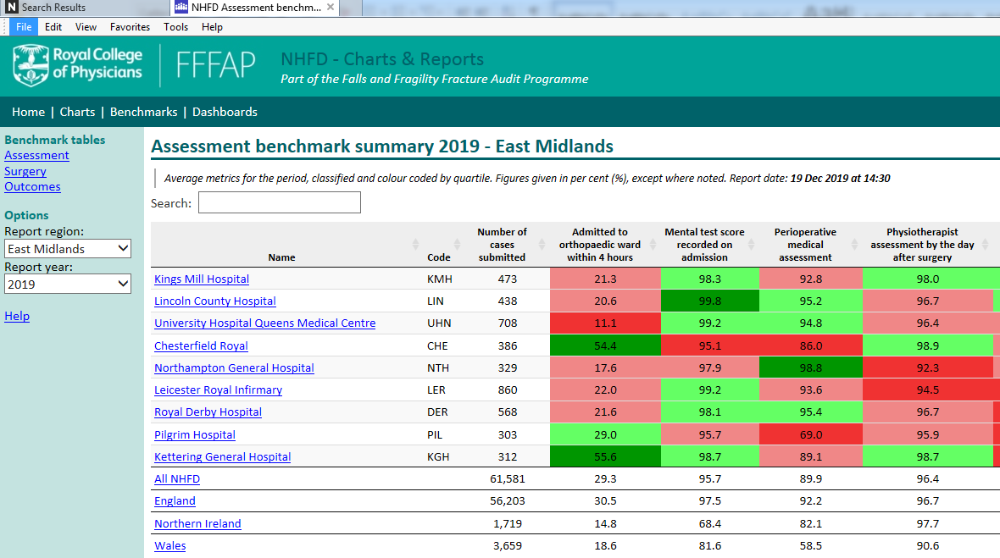 Search Results
NHFD Assessment benchm...
File Edit View Favorites Tools Help
Royal College
of Physicians
FFFAP
NHFD - Charts & Reports
Part of the Falls and Fragility Fracture Audit Programme
Home | Charts | Benchmarks | Dashboards
Benchmark tables
Assessment
Surgery
Outcomes
Options
Report region:
East Midlands
Report year:
2019
Help
Assessment benchmark summary 2019 - East Midlands
Average metrics for the period, classified and colour coded by quartile. Figures given in per cent (%), except where noted. Report date: 19 Dec 2019 at 14:30
Search:
Name Code Number of cases submitted Admitted to orthopaedic ward within 4 hours Mental test score recorded on admission Perioperative medical assessment Physiotherapist assessment by the day after surgery
Kings Mill Hospital KMH 473 21.3 98.3 92.8 98.0
Lincoln County Hospital LIN 438 20.6 99.8 95.2 96.7
University Hospital Queens Medical Centre UHN 708 11.1 99.2 94.8 96.4
Chesterfield Royal CHE 386 54.4 95.1 86.0 98.9
Northampton General Hospital NTH 329 17.6 97.9 98.8 92.3
Leicester Royal Infirmary LER 860 22.0 99.2 93.6 94.5
Royal Derby Hospital DER 568 21.6 98.1 95.4 96.7
Pilgrim Hospital PIL 303 29.0 95.7 69.0 95.9
Kettering General Hospital KGH 312 55.6 98.7 89.1 98.7
All NHFD 61,581 29.3 95.7 89.9 96.4
England 56,203 30.5 97.5 92.2 96.7
Northern Ireland 1,719 14.8 68.4 82.1 97.7
Wales 3,659 18.6 81.6 58.5 90.6